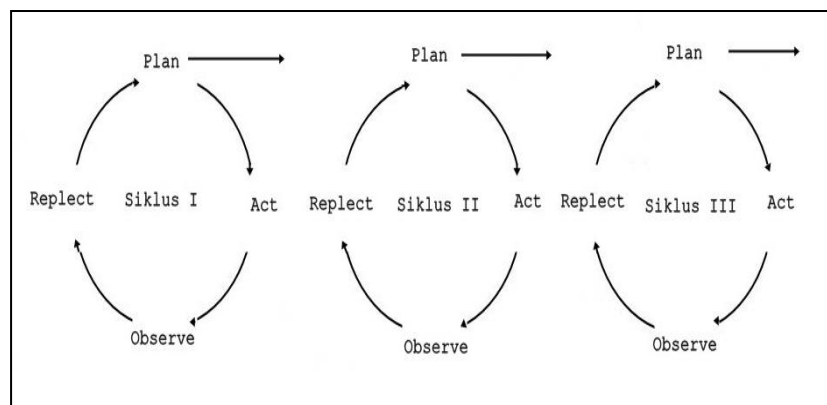 Plan
Replect Siklus I Act
Observe
Plan
Replect Siklus II Act
Observe
Plan
Replect Siklus III Act
Observe